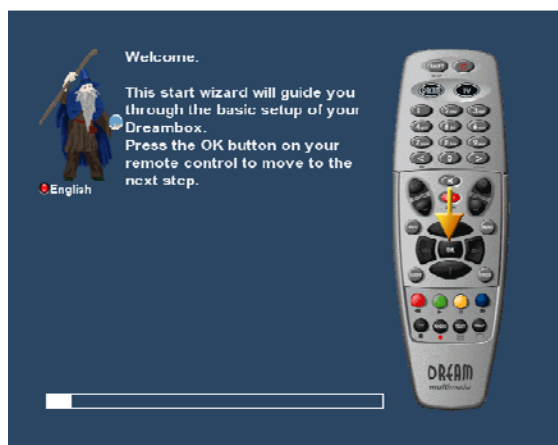 Welcome.
This start wizard will guide you
through the basic setup of your
Dreambox.
Press the OK button on your
remote control to move to the
next step.
English
TV
OK
DREAM
multimedia